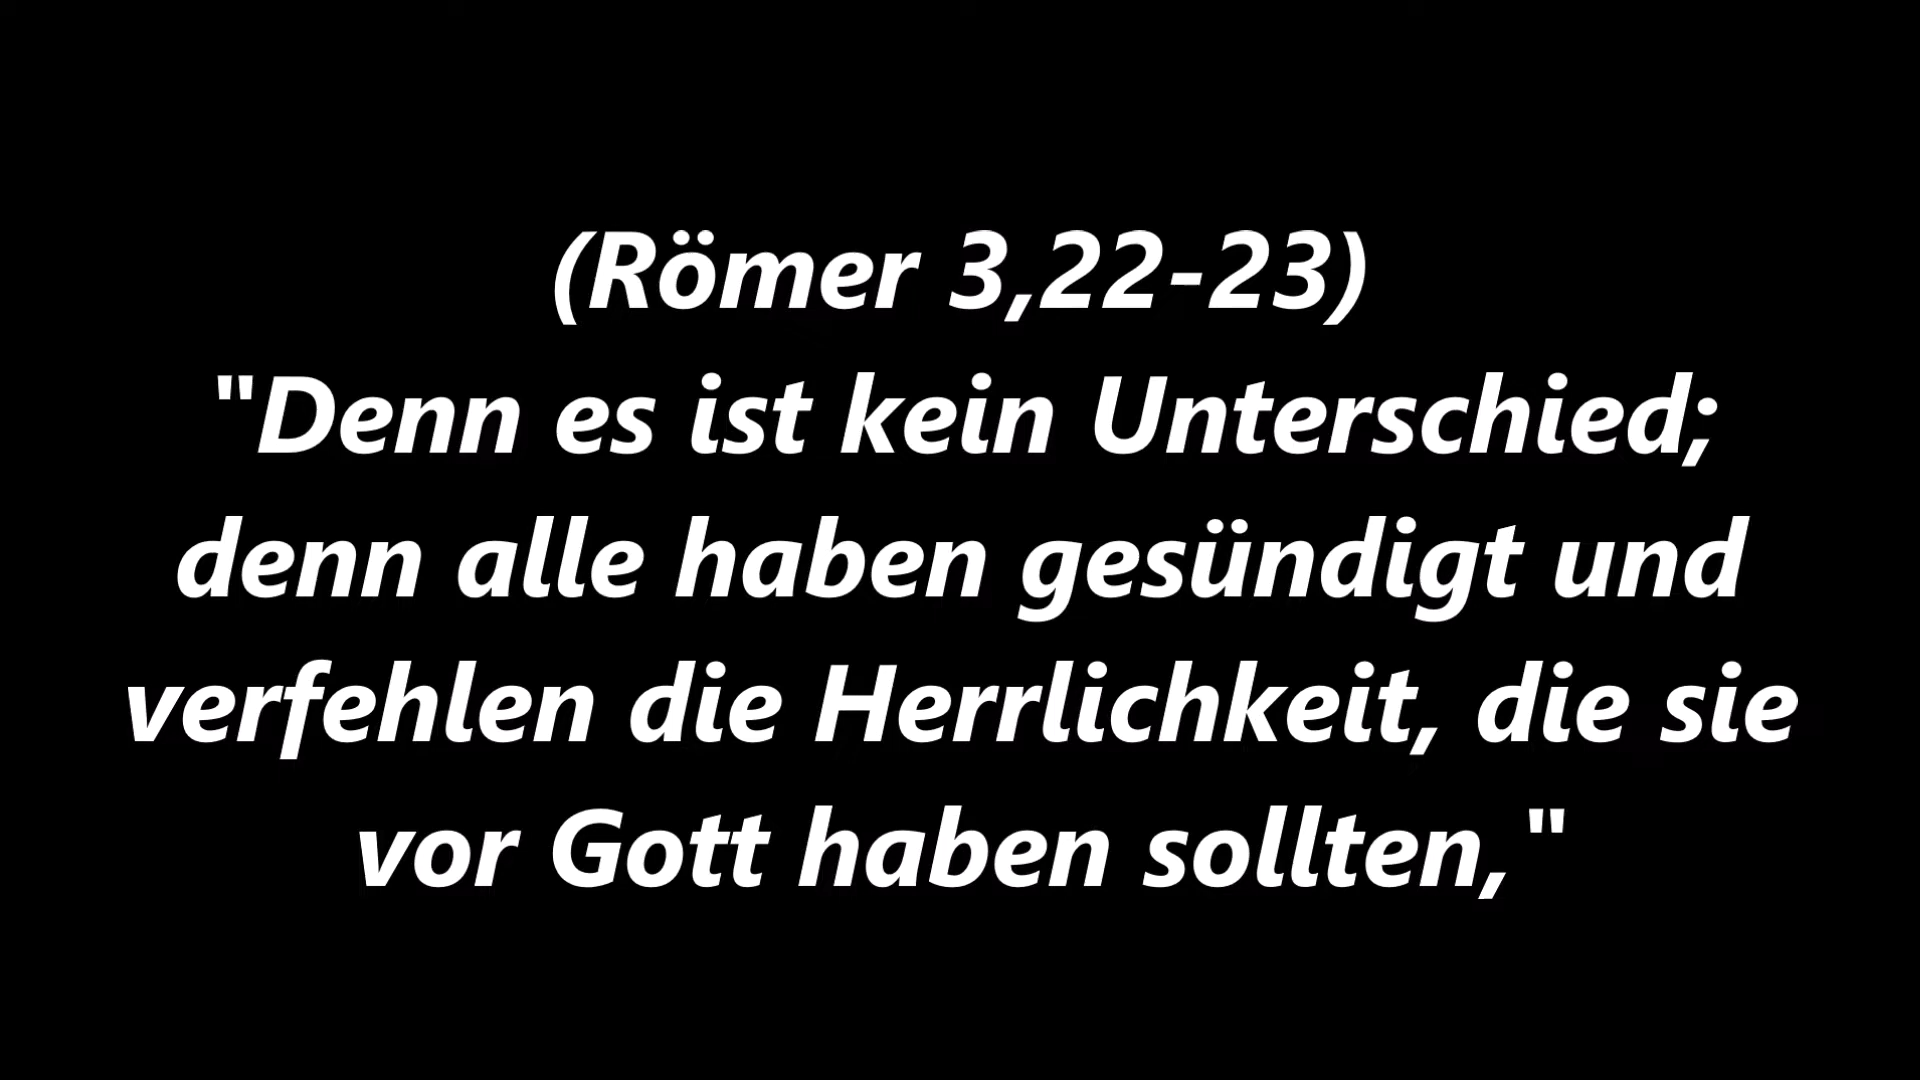 (Römer 3,22-23)
"Denn es ist kein Unterschied;
denn alle haben gesündigt und
verfehlen die Herrlichkeit, die sie
vor Gott haben sollten,"